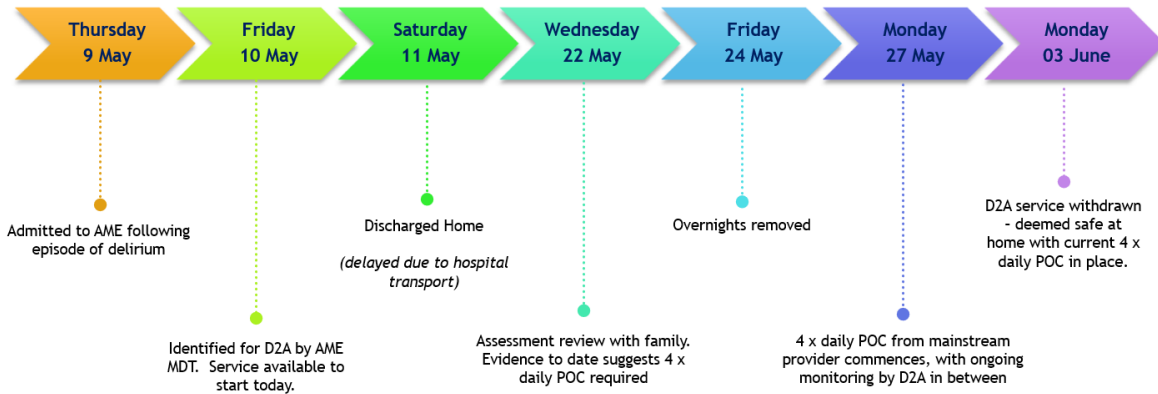 Thursday
9 May
Friday
10 May
Saturday
11 May
Wednesday
22 May
Friday
24 May
Monday
27 May
Monday
03 June
Admitted to AME following
episode of delirium
Identified for D2A by AME
MDT.  Service available to
start today.
Discharged Home
(delayed due to hospital
transport)
Assessment review with family.
Evidence to date suggests 4 x
daily POC required
Overnights removed
4 x daily POC from mainstream
provider commences, with ongoing
monitoring by D2A in between
D2A service withdrawn
– deemed safe at
home with current 4 x
daily POC in place.